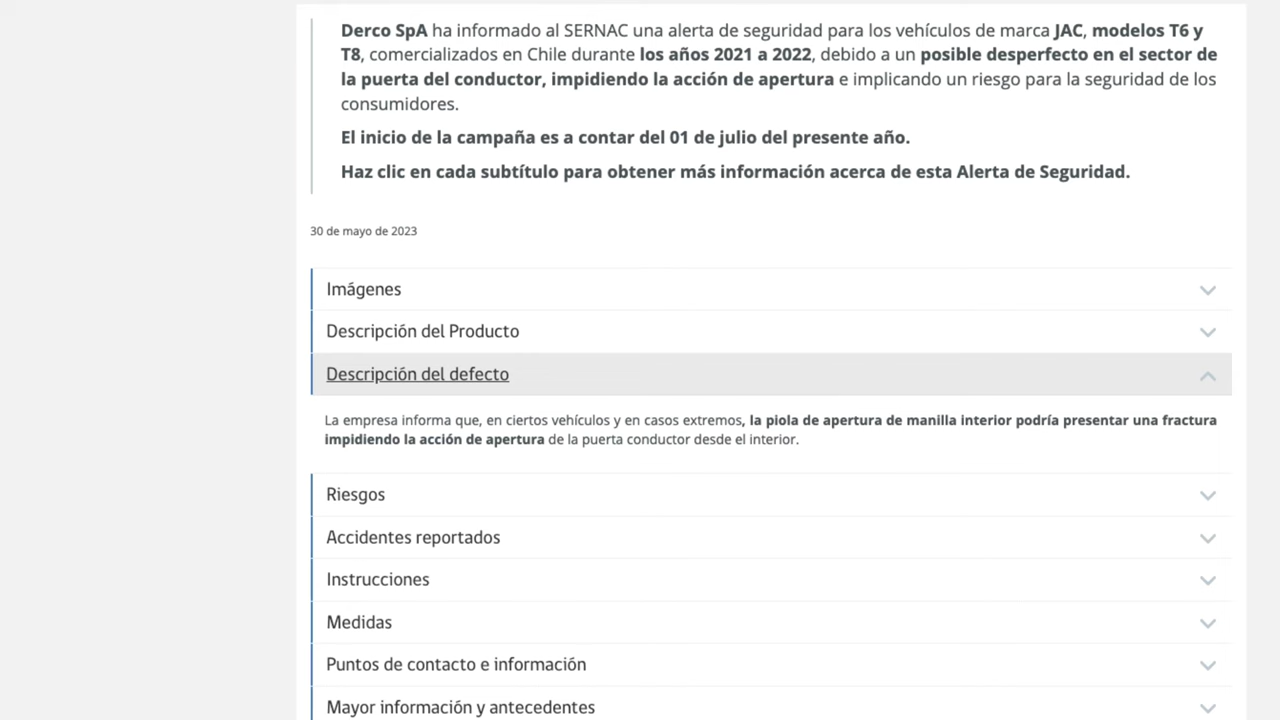 Derco SpA ha informado al SERNAC una alerta de seguridad para los vehículos de marca JAC, modelos T6 y
T8, comercializados en Chile durante los años 2021 a 2022, debido a un posible desperfecto en el sector de
la puerta del conductor, impidiendo la acción de apertura e implicando un riesgo para la seguridad de los
consumidores.
El inicio de la campaña es a contar del 01 de julio del presente año.
Haz clic en cada subtítulo para obtener más información acerca de esta Alerta de Seguridad.
30 de mayo de 2023
Imágenes
Descripción del Producto
Descripción del defecto
La empresa informa que, en ciertos vehículos y en casos extremos, la piola de apertura de manilla interior podría presentar una fractura
impidiendo la acción de apertura de la puerta conductor desde el interior.
Riesgos
Accidentes reportados
Instrucciones
Medidas
Puntos de contacto e información
Mayor información y antecedentes